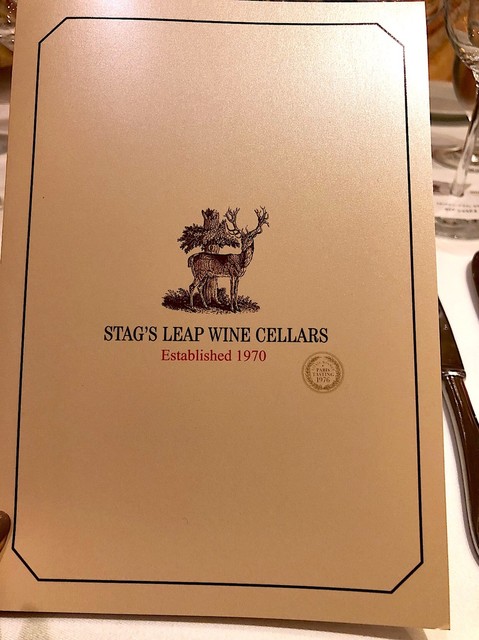 STAG'S LEAP WINE CELLARS
Established 1970
PARIS
TASTING
1976